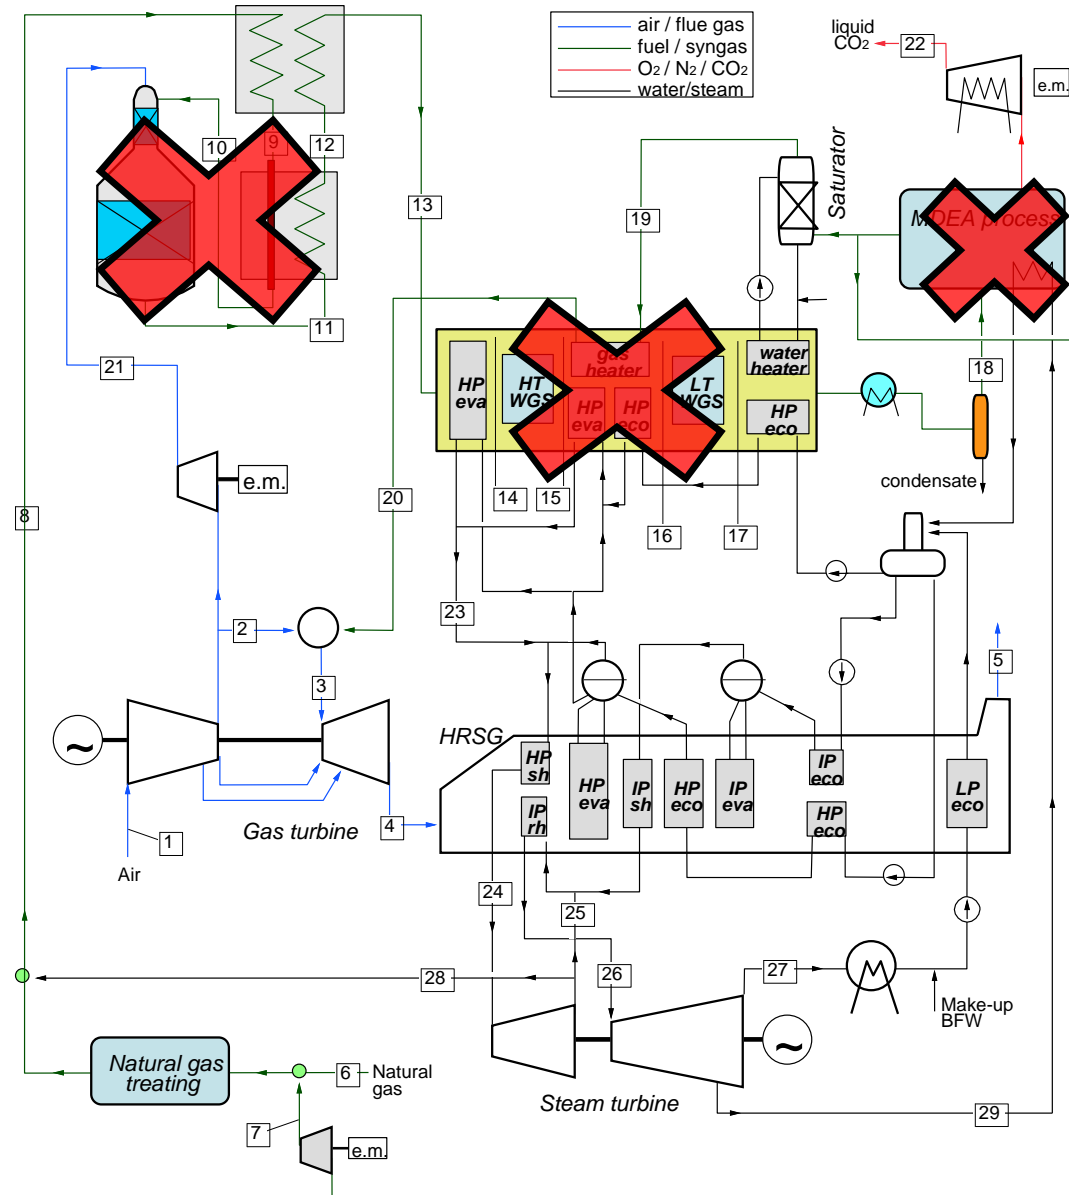 air / flue gas
fuel / syngas
O2 / N2 / CO2
water/steam
liquid
CO2
22
e.m.
10
9
12
Saturator
MDEA process
13
19
11
21
18
HP
eva
HT
WGS
gas
heater
HP
eva
HP
eco
LT
WGS
water
heater
HP
eco
e.m.
condensate
8
20
14
15
16
17
23
2
3
5
HRSG
HP
sh
IP
rh
HP
eva
IP
sh
HP
eco
IP
eva
IP
eco
HP
eco
LP
eco
~
Gas turbine
4
1
Air
24
25
26
27
28
Make-up
BFW
~
Natural gas
treating
6
Natural
gas
Steam turbine
29
7
e.m.